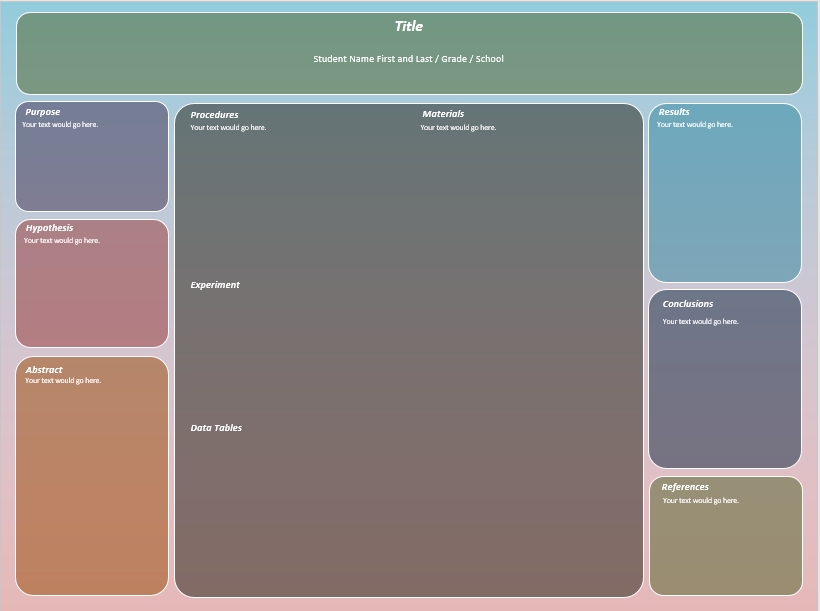 Title
Student Name First and Last / Grade / School
Purpose
Your text would go here.
Hypothesis
Your text would go here.
Abstract
Your text would go here.
Procedures
Your text would go here.
Materials
Your text would go here.
Experiment
Data Tables
Results
Your text would go here.
Conclusions
Your text would go here.
References
Your text would go here.